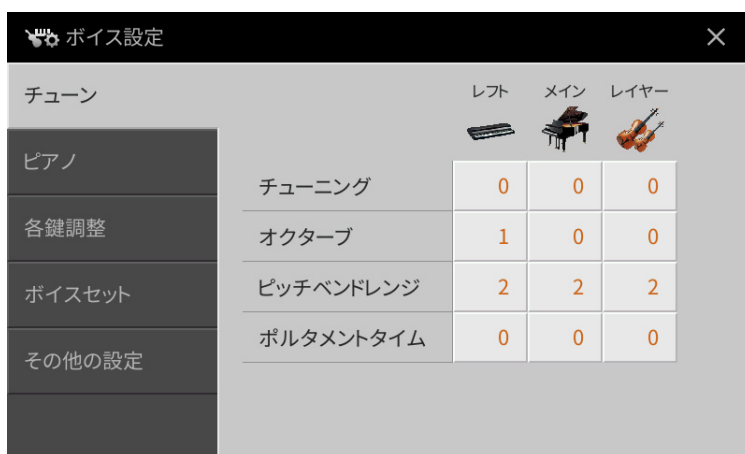 ボイス設定
チューン
ピアノ
各鍵調整
ボイスセット
その他の設定
レフト メイン レイヤー
チューニング 0 0 0
オクターブ 1 0 0
ピッチベンドレンジ 2 2 2
ポルタメントタイム 0 0 0